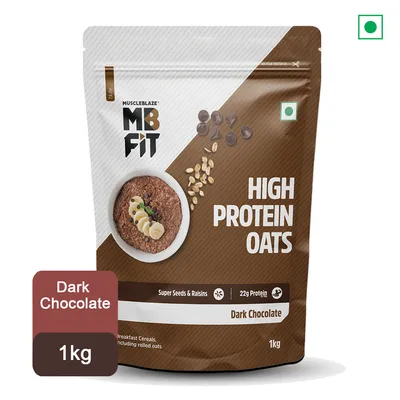 MUSCLEBLAZE
MB
FIT
HIGH
PROTEIN
OATS
Super Seeds & Raisins
22g Protein
Dark Chocolate
Breakfast Cereals,
including rolled oats
1kg
Dark
Chocolate
1kg